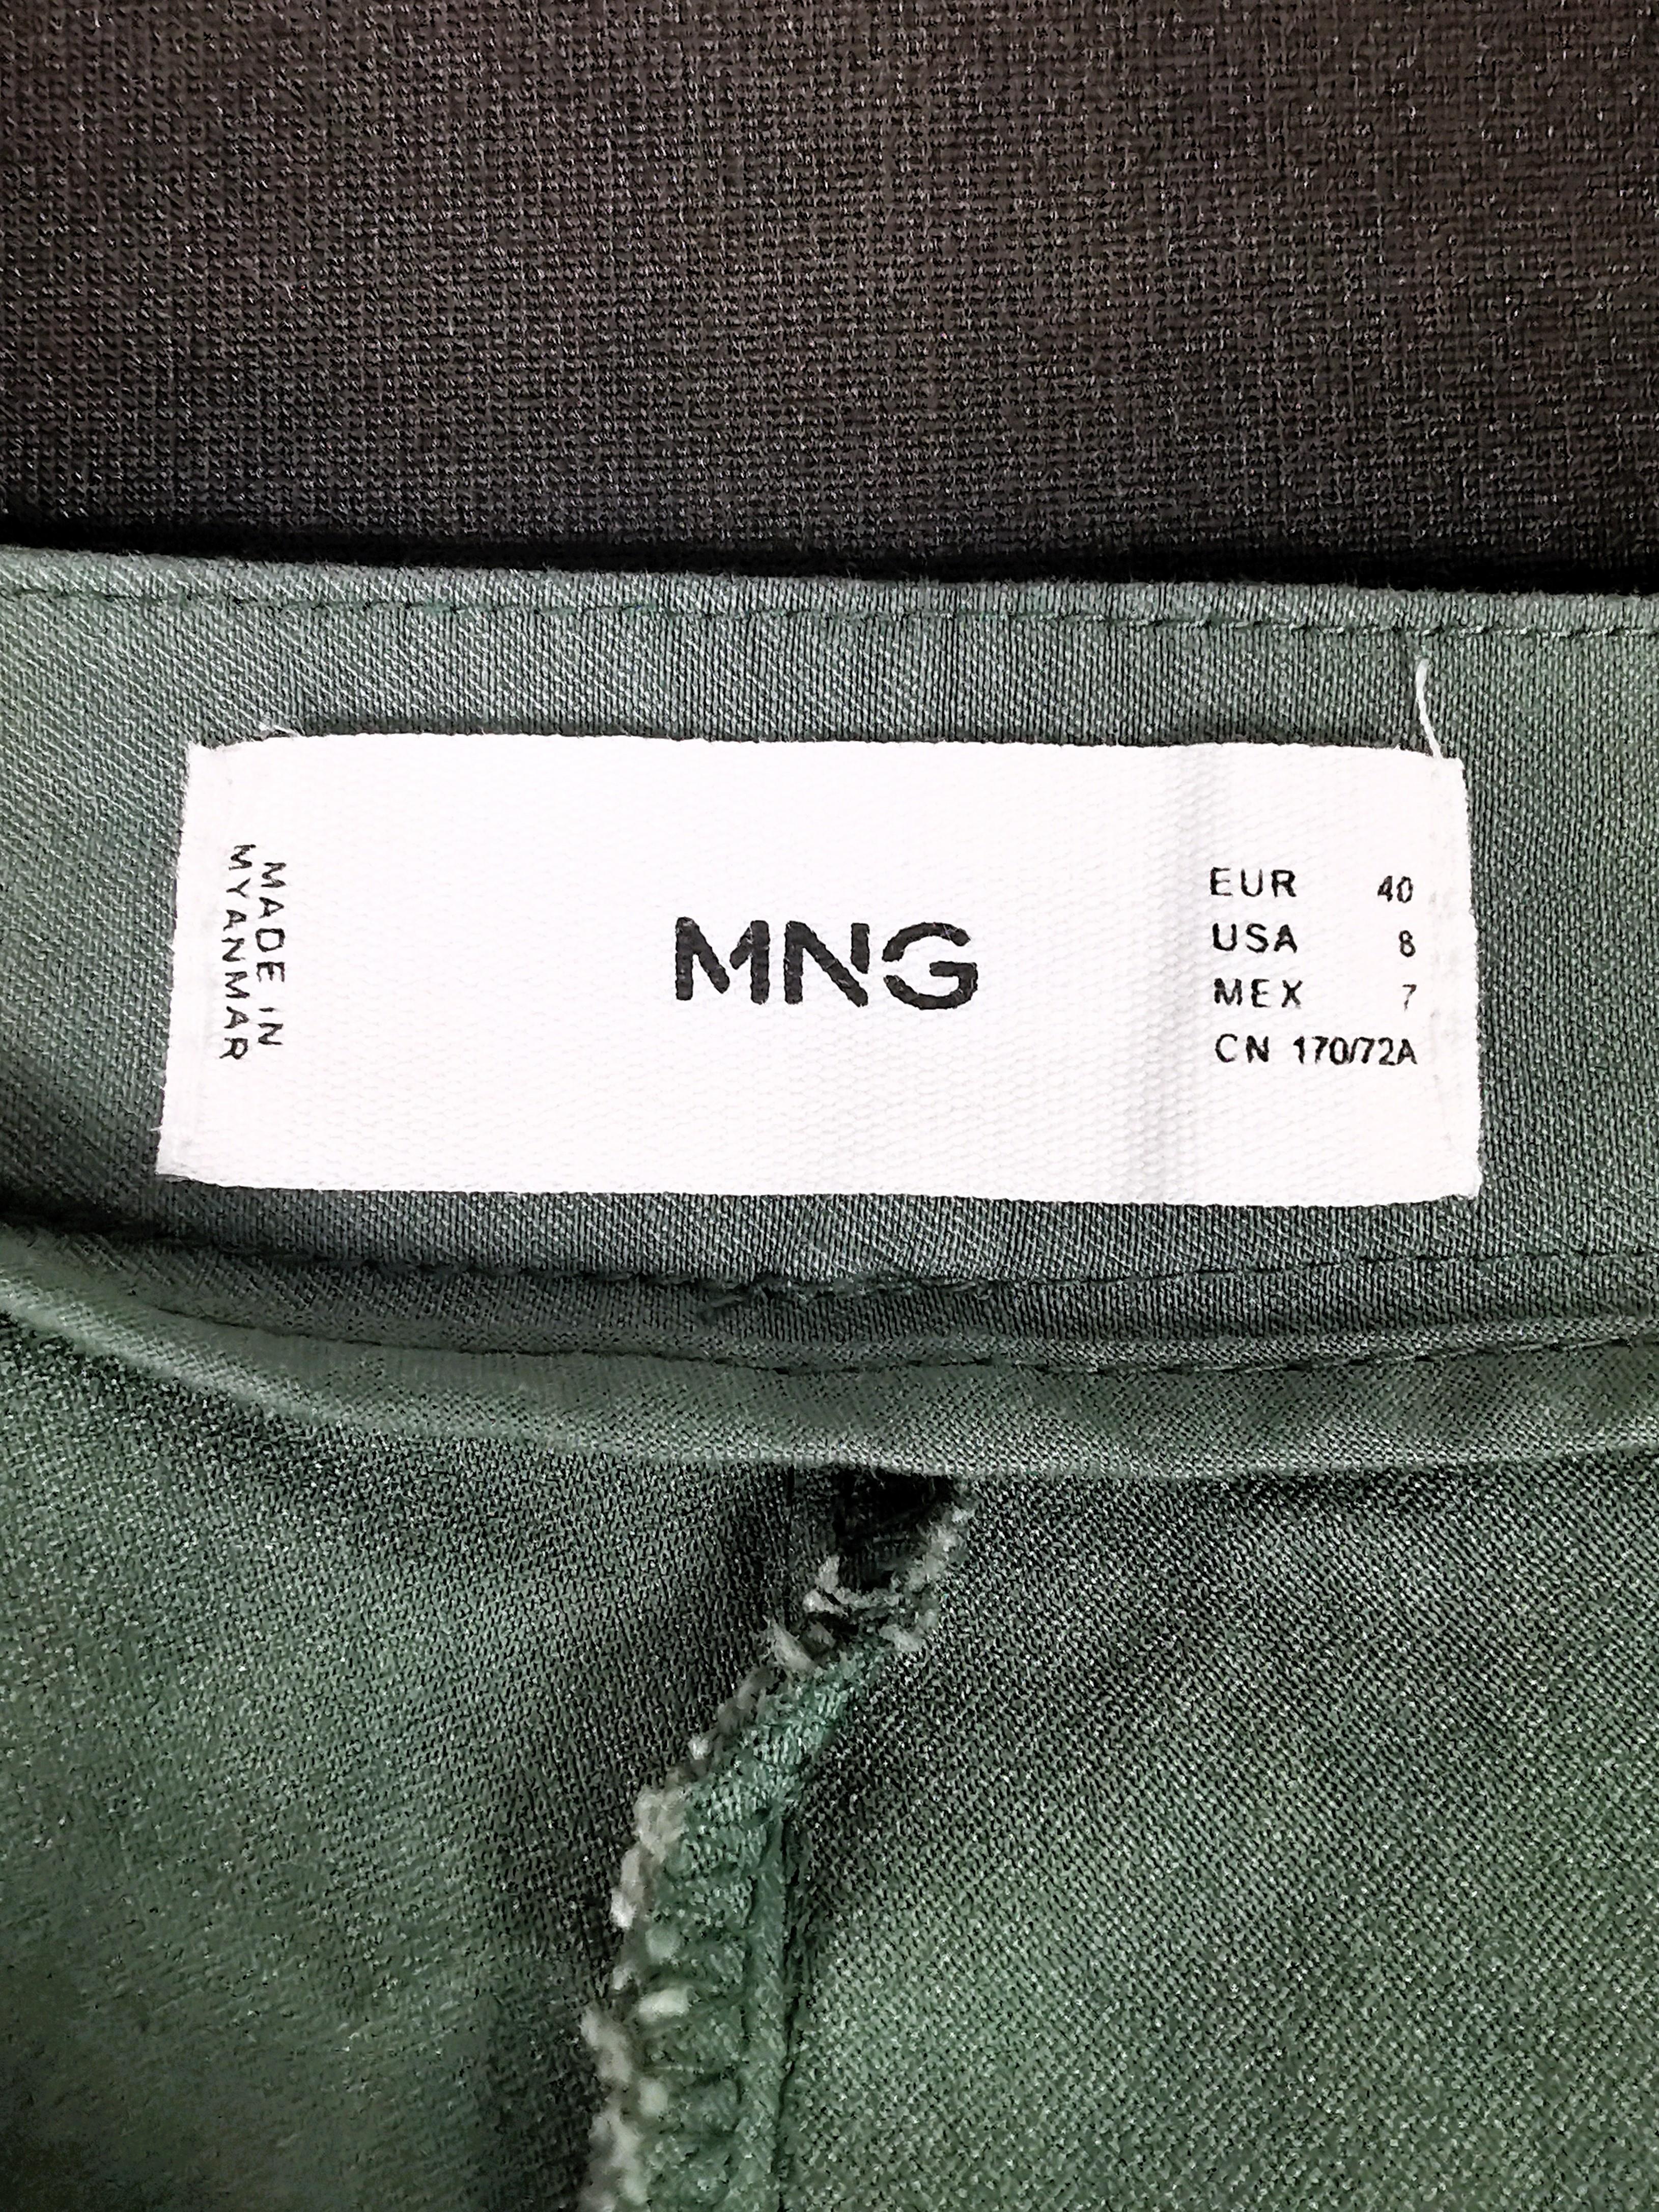 MADE IN
MYANMAR
MNG
EUR 40
USA 8
MEX 7
CN 170/72A